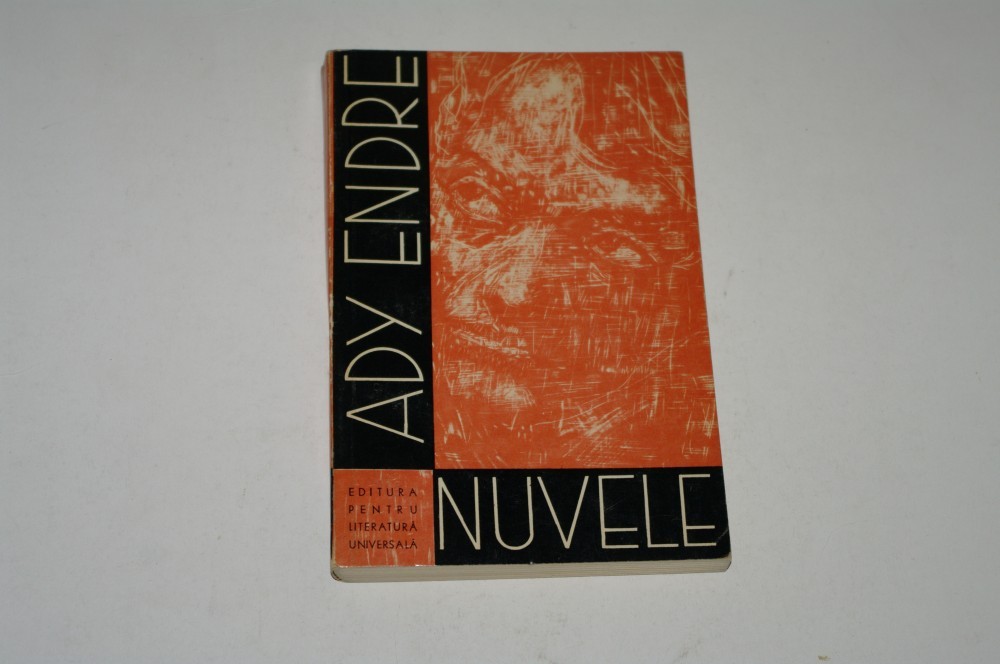 ADY ENDRE
EDITURA
PENTRU
LITERATURĂ
UNIVERSALĂ
NUVELE